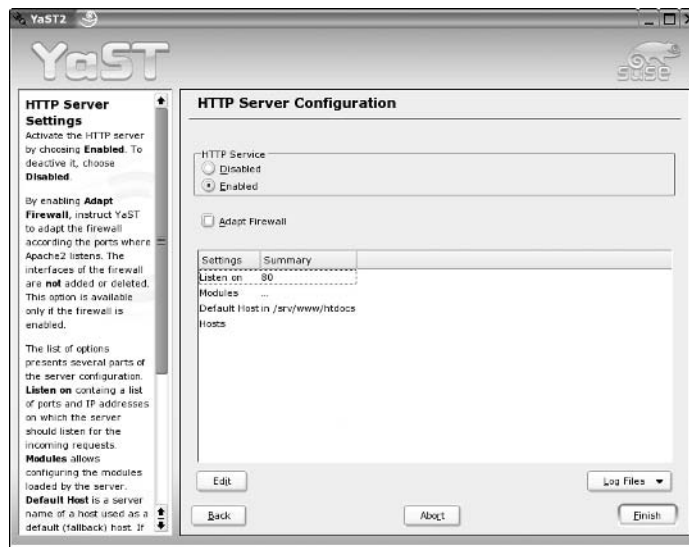 YaST2
YaST
SUSE
HTTP Server
Settings
Activate the HTTP server
by choosing Enabled. To
deactive it, choose
Disabled.
By enabling Adapt
Firewall, instruct YaST
to adapt the firewall
according the ports where
Apache2 listens. The
interfaces of the firewall
are not added or deleted.
This option is available
only if the firewall is
enabled.
The list of options
presents several parts of
the server configuration.
Listen on containg a list
of ports and IP addresses
on which the server
should listen for the
incoming requests.
Modules allows
configuring the modules
loaded by the server.
Default Host is a server
name of a host used as a
default (fallback) host. If
HTTP Server Configuration
HTTP Service
Disabled
Enabled
Adapt Firewall
Settings Summary
Listen on 80
Modules ...
Default Host in /srv/www/htdocs
Hosts
Edit
Log Files
Back
Abort
Finish